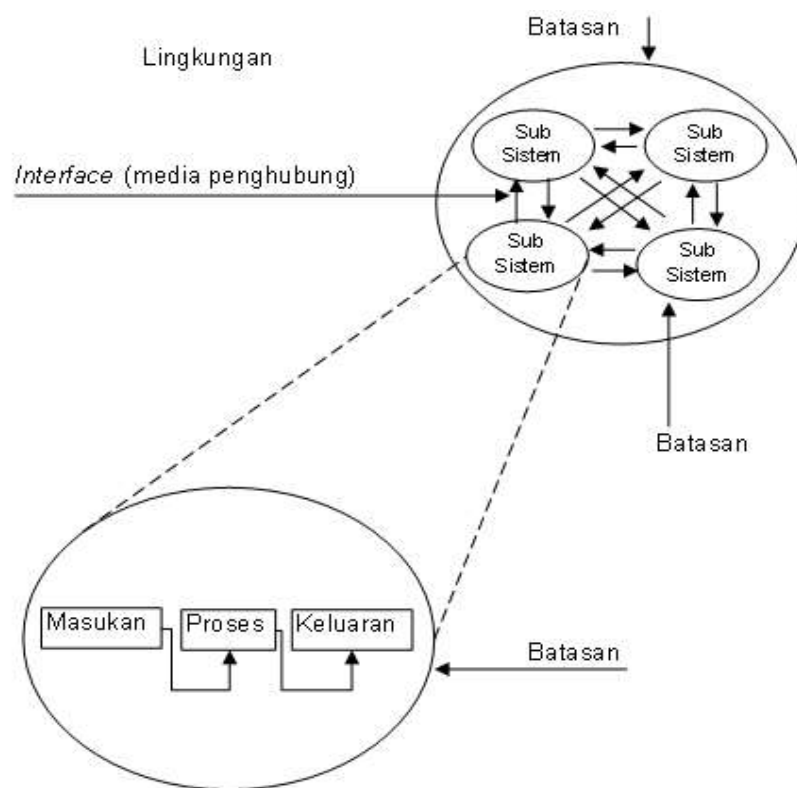 Batasan
Lingkungan
Sub
Sistem
Sub
Sistem
Interface (media penghubung)
Sub
Sistem
Sub
Sistem
Batasan
Masukan
Proses
Keluaran
Batasan